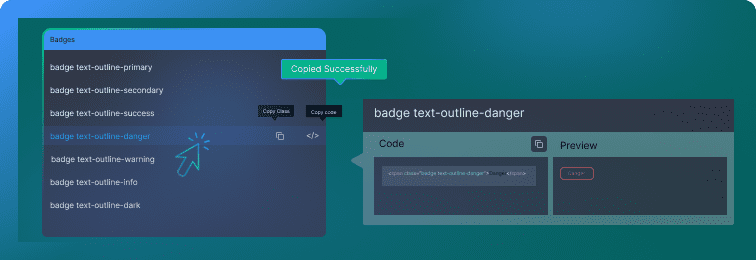 Badges
badge text-outline-primary
badge text-outline-secondary
badge text-outline-success
badge text-outline-danger
badge text-outline-warning
badge text-outline-info
badge text-outline-dark
Copied Successfully
Copy Class
Copy code
</>
badge text-outline-danger
Code
<span class="badge text-outline-danger">Danger</span>
Preview
Danger